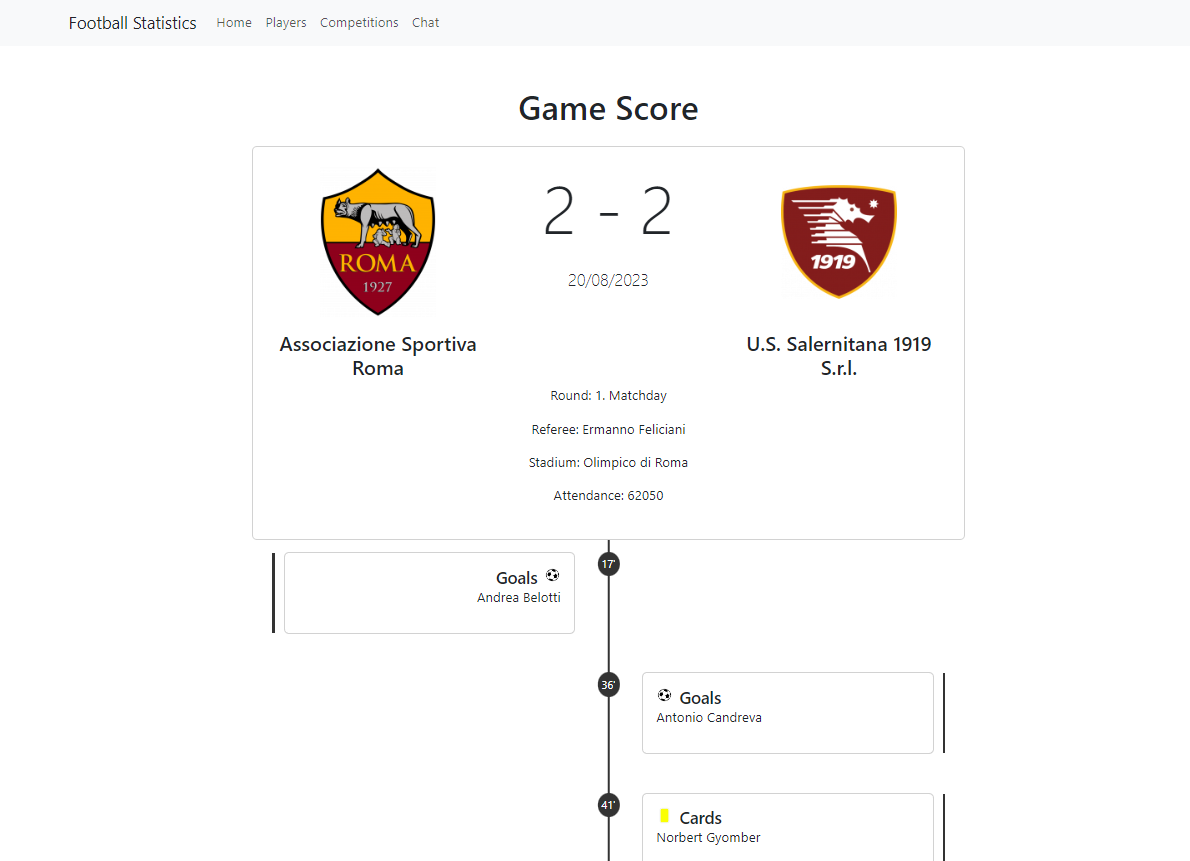 Football Statistics Home Players Competitions Chat
Game Score
ROMA
1927
2 - 2
1919
20/08/2023
Associazione Sportiva
Roma
U.S. Salernitana 1919
S.r.l.
Round: 1. Matchday
Referee: Ermanno Feliciani
Stadium: Olimpico di Roma
Attendance: 62050
17'
Goals
Andrea Belotti
36'
Goals
Antonio Candreva
41'
Cards
Norbert Gyomber